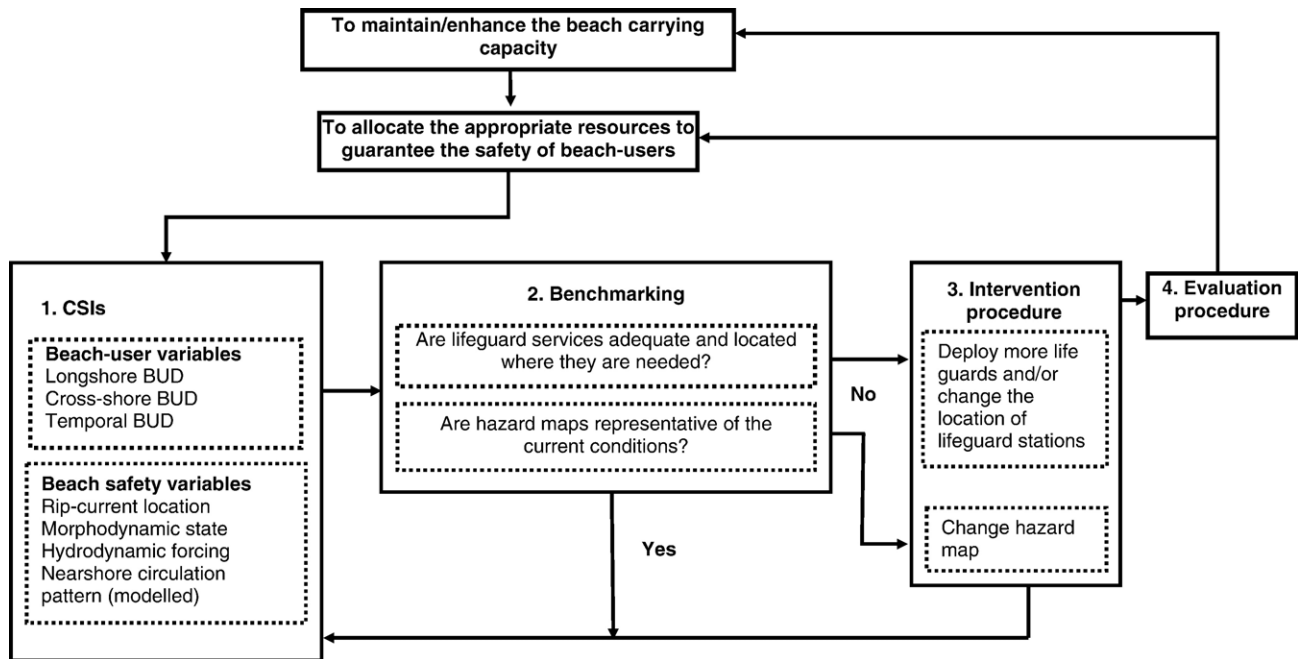 To maintain/enhance the beach carrying
capacity
To allocate the appropriate resources to
guarantee the safety of beach-users
1. CSIs
Beach-user variables
Longshore BUD
Cross-shore BUD
Temporal BUD
Beach safety variables
Rip-current location
Morphodynamic state
Hydrodynamic forcing
Nearshore circulation
pattern (modelled)
2. Benchmarking
Are lifeguard services adequate and located
where they are needed?
Are hazard maps representative of the
current conditions?
No
Yes
3. Intervention
procedure
Deploy more life
guards and/or
change the
location of
lifeguard stations
Change hazard
map
4. Evaluation
procedure